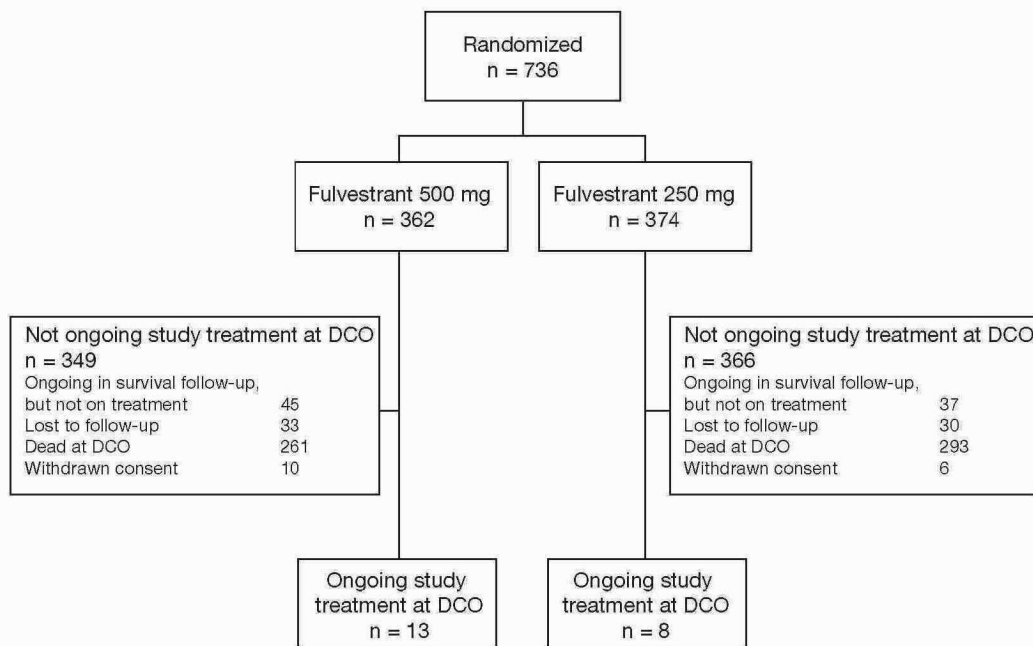 Randomized
n = 736
Fulvestrant 500 mg
n = 362
Fulvestrant 250 mg
n = 374
Not ongoing study treatment at DCO
n = 349
Ongoing in survival follow-up,
but not on treatment 45
Lost to follow-up 33
Dead at DCO 261
Withdrawn consent 10
Not ongoing study treatment at DCO
n = 366
Ongoing in survival follow-up,
but not on treatment 37
Lost to follow-up 30
Dead at DCO 293
Withdrawn consent 6
Ongoing study
treatment at DCO
n = 13
Ongoing study
treatment at DCO
n = 8